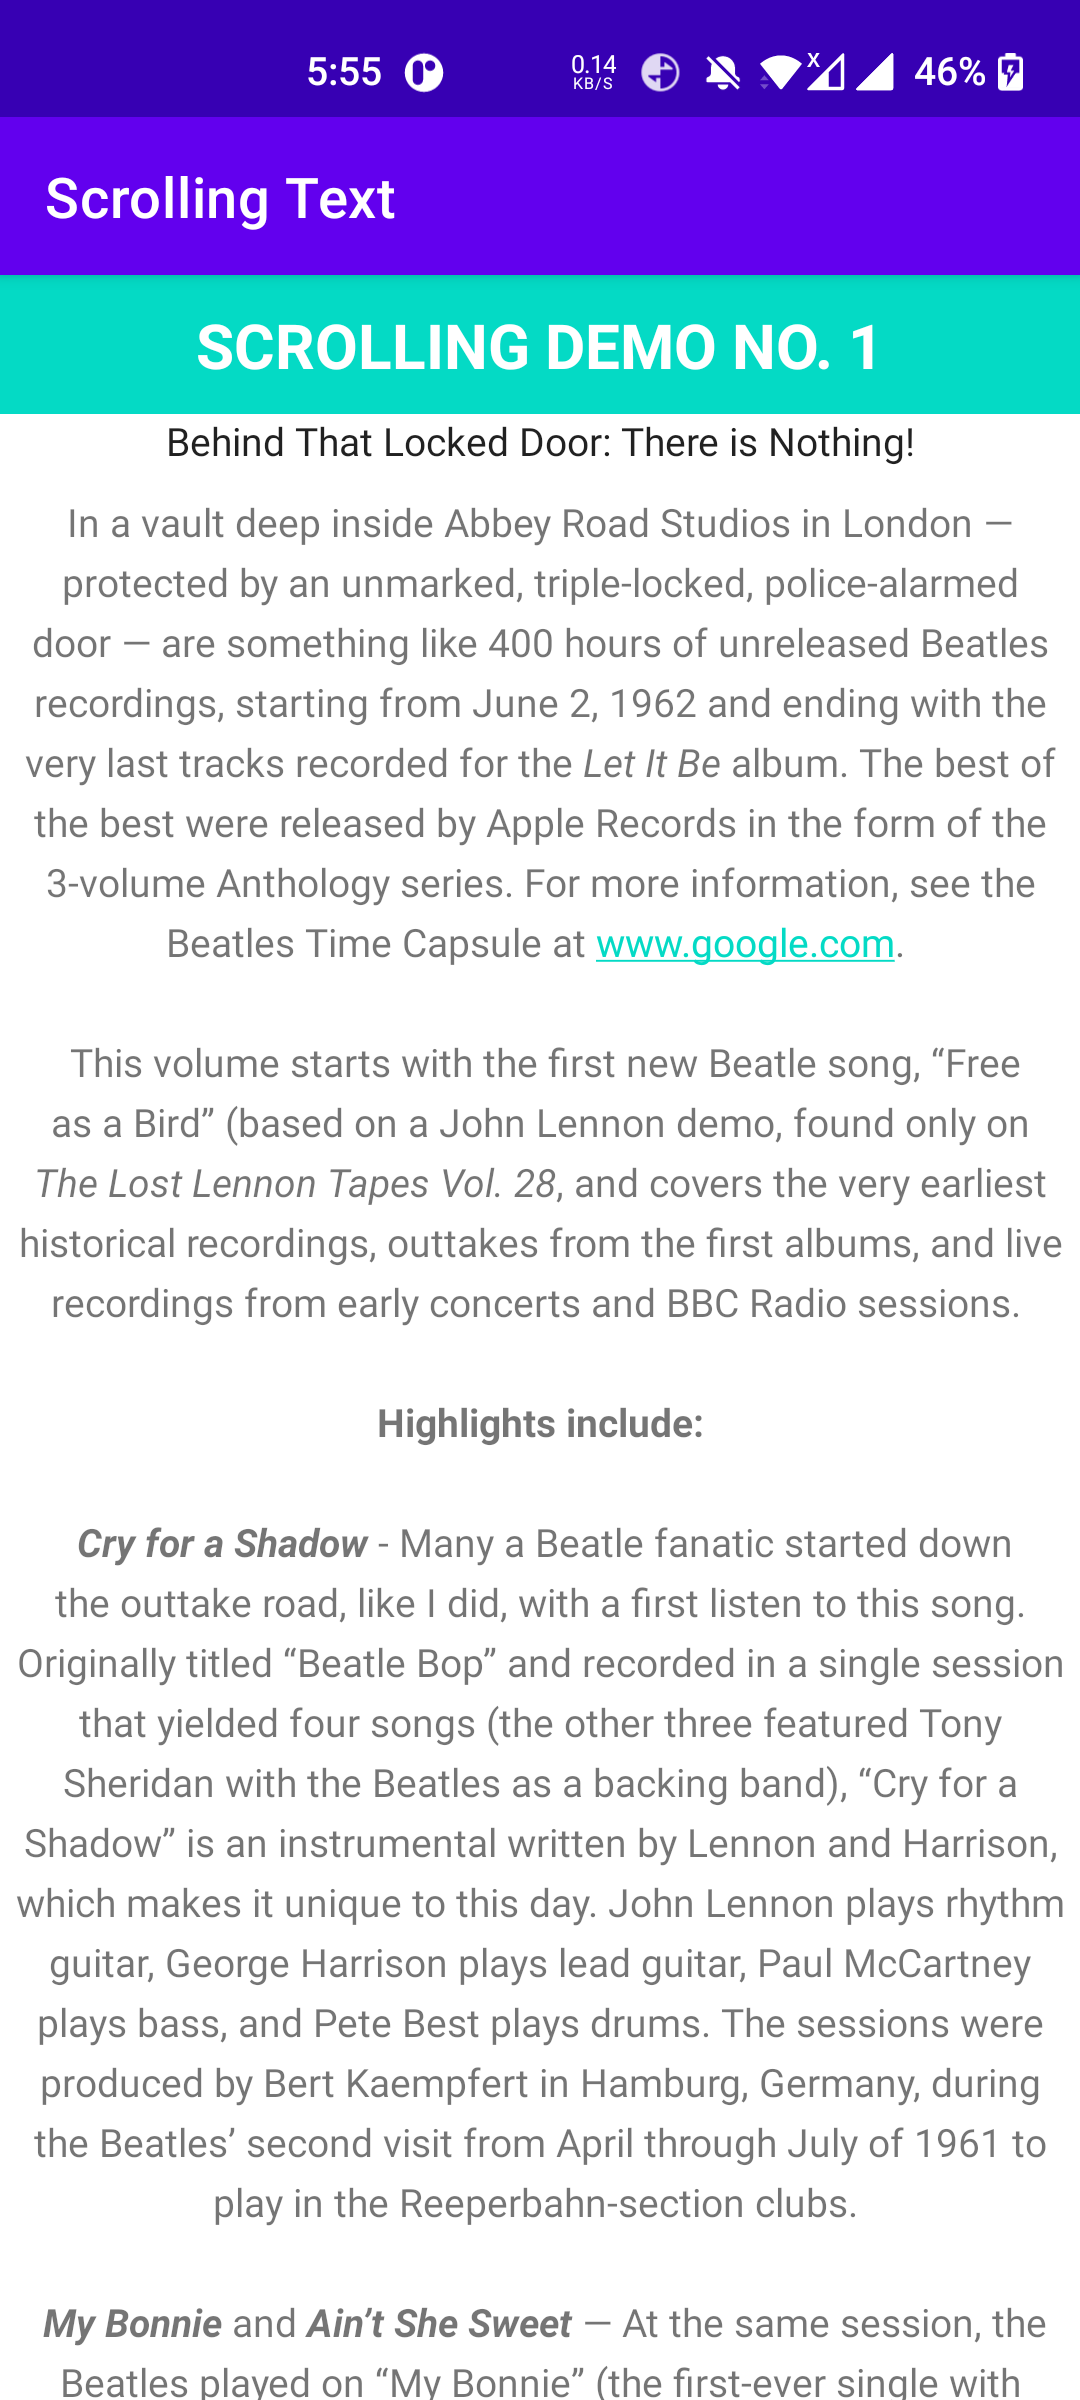 5:55
0.14
KB/S
x
46%
Scrolling Text
SCROLLING DEMO NO. 1
Behind That Locked Door: There is Nothing!
In a vault deep inside Abbey Road Studios in London —
protected by an unmarked, triple-locked, police-alarmed
door — are something like 400 hours of unreleased Beatles
recordings, starting from June 2, 1962 and ending with the
very last tracks recorded for the Let It Be album. The best of
the best were released by Apple Records in the form of the
3-volume Anthology series. For more information, see the
Beatles Time Capsule at www.google.com.
This volume starts with the first new Beatle song, “Free
as a Bird” (based on a John Lennon demo, found only on
The Lost Lennon Tapes Vol. 28, and covers the very earliest
historical recordings, outtakes from the first albums, and live
recordings from early concerts and BBC Radio sessions.
Highlights include:
Cry for a Shadow - Many a Beatle fanatic started down
the outtake road, like I did, with a first listen to this song.
Originally titled “Beatle Bop” and recorded in a single session
that yielded four songs (the other three featured Tony
Sheridan with the Beatles as a backing band), “Cry for a
Shadow” is an instrumental written by Lennon and Harrison,
which makes it unique to this day. John Lennon plays rhythm
guitar, George Harrison plays lead guitar, Paul McCartney
plays bass, and Pete Best plays drums. The sessions were
produced by Bert Kaempfert in Hamburg, Germany, during
the Beatles’ second visit from April through July of 1961 to
play in the Reeperbahn-section clubs.
My Bonnie and Ain’t She Sweet — At the same session, the
Beatles played on “My Bonnie” (the first-ever single with